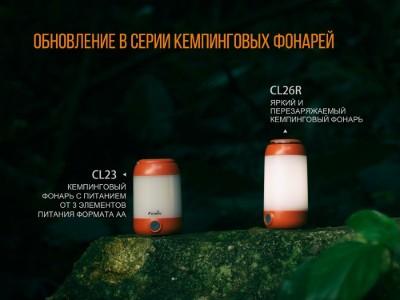 ОБНОВЛЕНИЕ В СЕРИИ КЕМПИНГОВЫХ ФОНАРЕЙ
CL26R
ЯРКИЙ И
ПЕРЕЗАРЯЖАЕМЫЙ
КЕМПИНГОВЫЙ ФОНАРЬ
CL23
КЕМПИНГОВЫЙ
ФОНАРЬ С ПИТАНИЕМ
ОТ 3 ЭЛЕМЕНТОВ
ПИТАНИЯ ФОРМАТА АА
Fenix